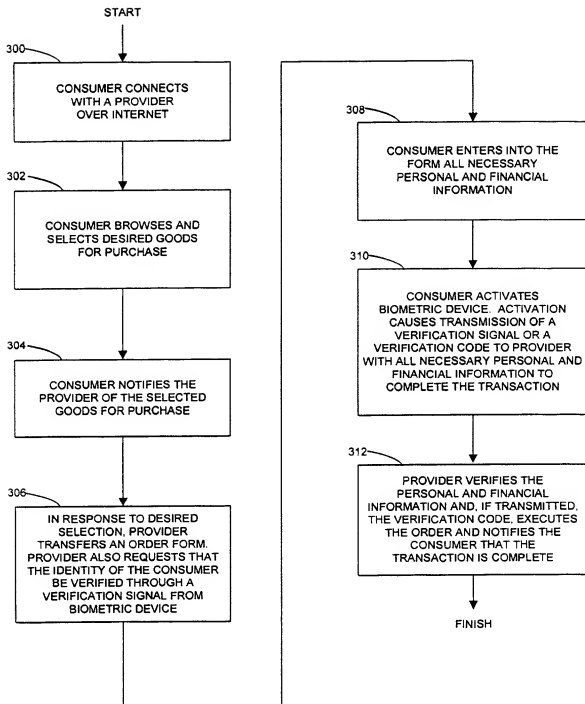 START
300
CONSUMER CONNECTS
WITH A PROVIDER
OVER INTERNET
302
CONSUMER BROWSES AND
SELECTS DESIRED GOODS
FOR PURCHASE
304
CONSUMER NOTIFIES THE
PROVIDER OF THE SELECTED
GOODS FOR PURCHASE
306
IN RESPONSE TO DESIRED
SELECTION, PROVIDER
TRANSFERS AN ORDER FORM.
PROVIDER ALSO REQUESTS THAT
THE IDENTITY OF THE CONSUMER
BE VERIFIED THROUGH A
VERIFICATION SIGNAL FROM
BIOMETRIC DEVICE
308
CONSUMER ENTERS INTO THE
FORM ALL NECESSARY
PERSONAL AND FINANCIAL
INFORMATION
310
CONSUMER ACTIVATES
BIOMETRIC DEVICE. ACTIVATION
CAUSES TRANSMISSION OF A
VERIFICATION SIGNAL OR A
VERIFICATION CODE TO PROVIDER
WITH ALL NECESSARY PERSONAL AND
FINANCIAL INFORMATION TO
COMPLETE THE TRANSACTION
312
PROVIDER VERIFIES THE
PERSONAL AND FINANCIAL
INFORMATION AND, IF TRANSMITTED,
THE VERIFICATION CODE, EXECUTES
THE ORDER AND NOTIFIES THE
CONSUMER THAT THE
TRANSACTION IS COMPLETE
FINISH